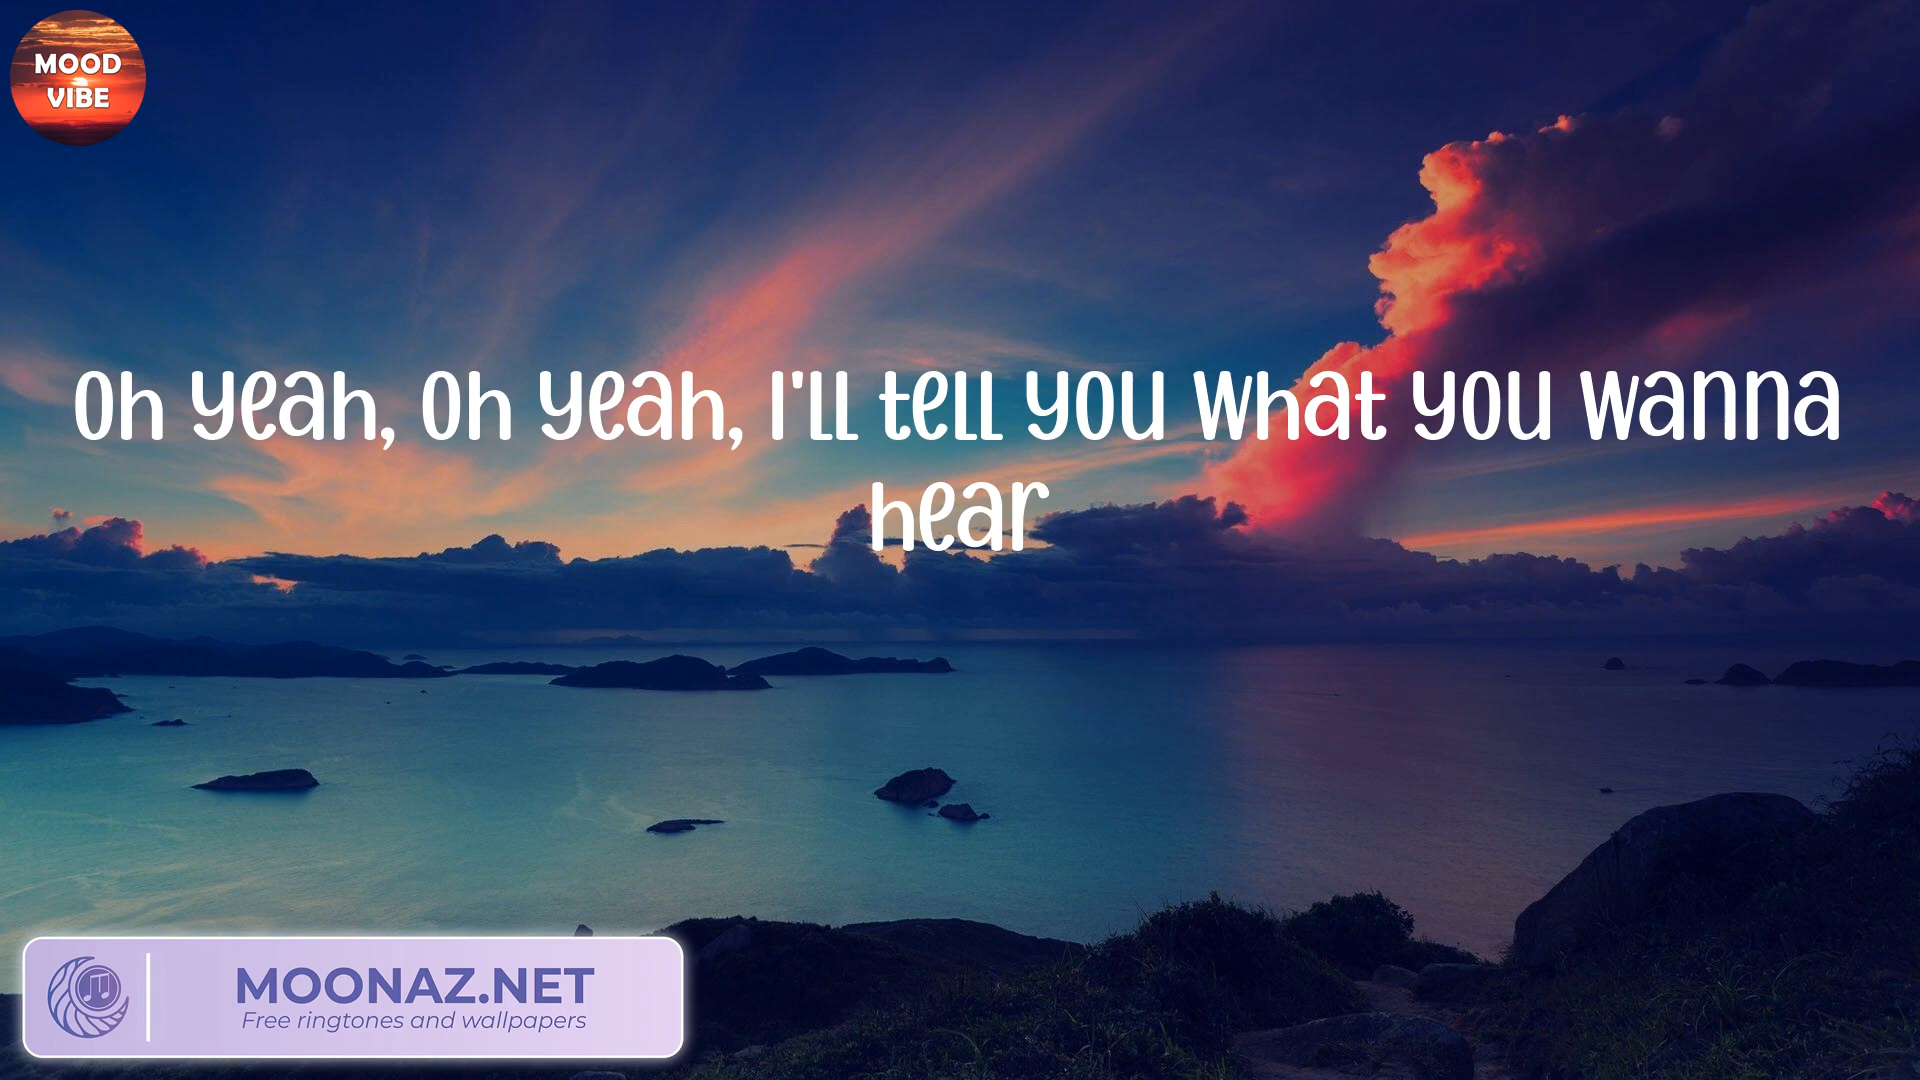 MOOD
VIBE
Oh yeah, Oh yeah, I'll tell you what you wanna
hear
MOONAZ.NET
Free ringtones and wallpapers